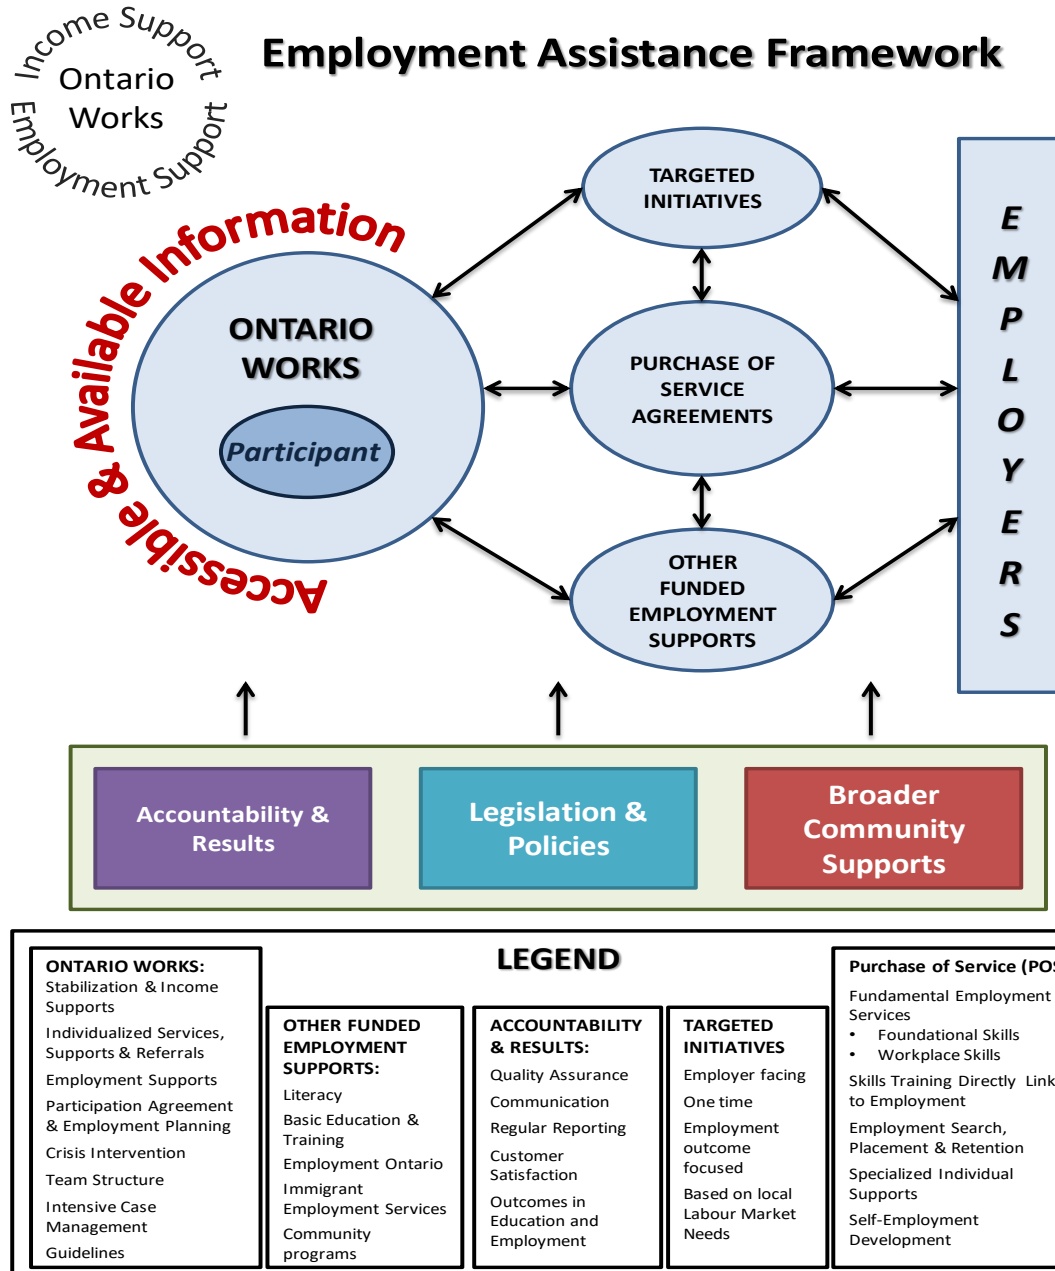 Income Support
Ontario
Works
Employment Support
Employment Assistance Framework
Accessible & Available Information
ONTARIO
WORKS
Participant
TARGETED
INITIATIVES
PURCHASE OF
SERVICE
AGREEMENTS
OTHER
FUNDED
EMPLOYMENT
SUPPORTS
EMPLOYERS
Accountability &
Results
Legislation &
Policies
Broader
Community
Supports
LEGEND
ONTARIO WORKS:
Stabilization & Income
Supports
Individualized Services,
Supports & Referrals
Employment Supports
Participation Agreement
& Employment Planning
Crisis Intervention
Team Structure
Intensive Case
Management
Guidelines
OTHER FUNDED
EMPLOYMENT
SUPPORTS:
Literacy
Basic Education &
Training
Employment Ontario
Immigrant
Employment Services
Community
programs
ACCOUNTABILITY
& RESULTS:
Quality Assurance
Communication
Regular Reporting
Customer
Satisfaction
Outcomes in
Education and
Employment
TARGETED
INITIATIVES
Employer facing
One time
Employment
outcome
focused
Based on local
Labour Market
Needs
Purchase of Service (POS
Fundamental Employment
Services
• Foundational Skills
• Workplace Skills
Skills Training Directly Link
to Employment
Employment Search,
Placement & Retention
Specialized Individual
Supports
Self-Employment
Development